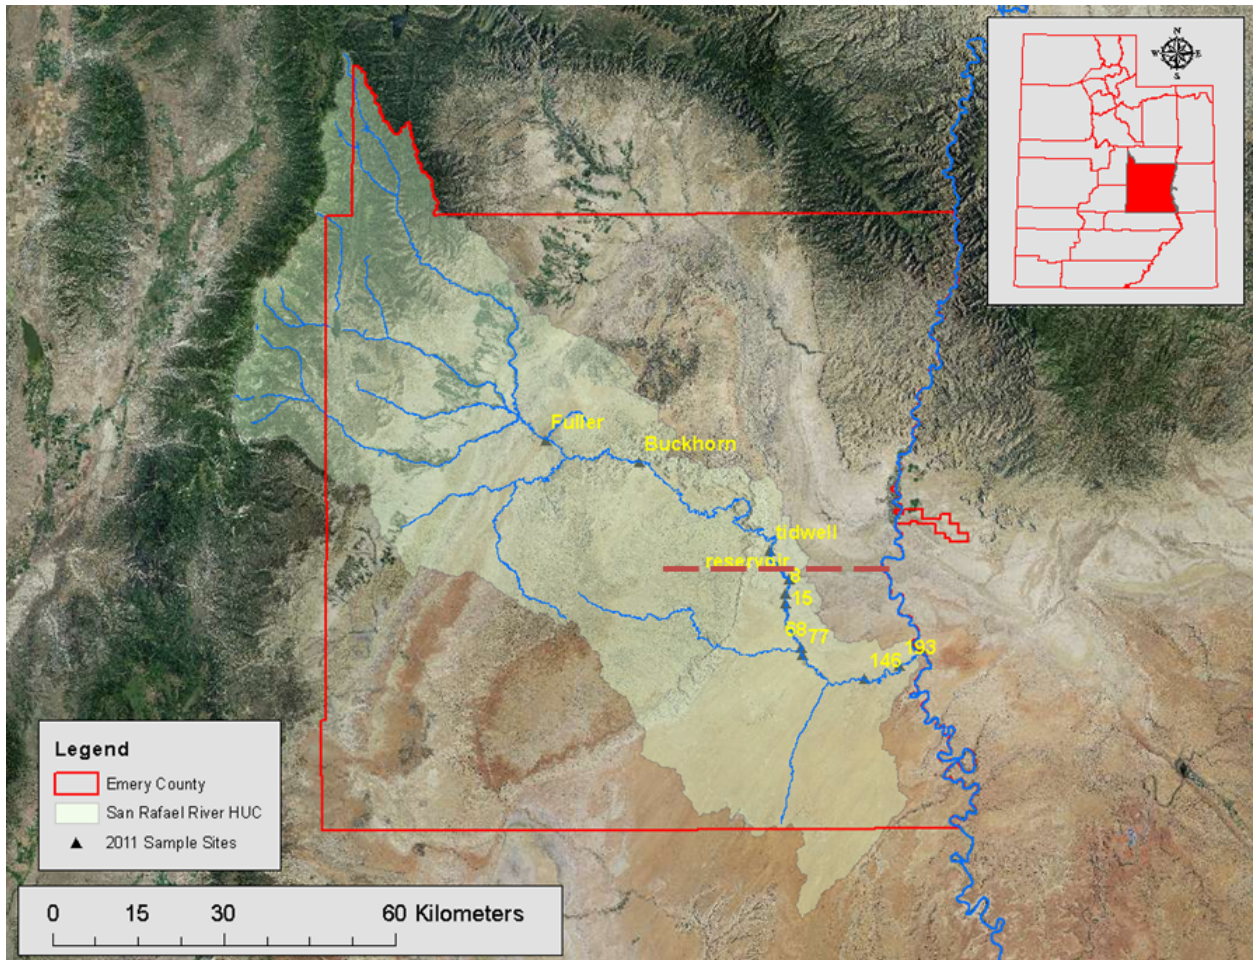 N
W E
S
Fuller
Buckhorn
tidwell
reservoir
8
15
68 77
193
146
Legend
Emery County
San Rafael River HUC
2011 Sample Sites
0 15 30 60 Kilometers